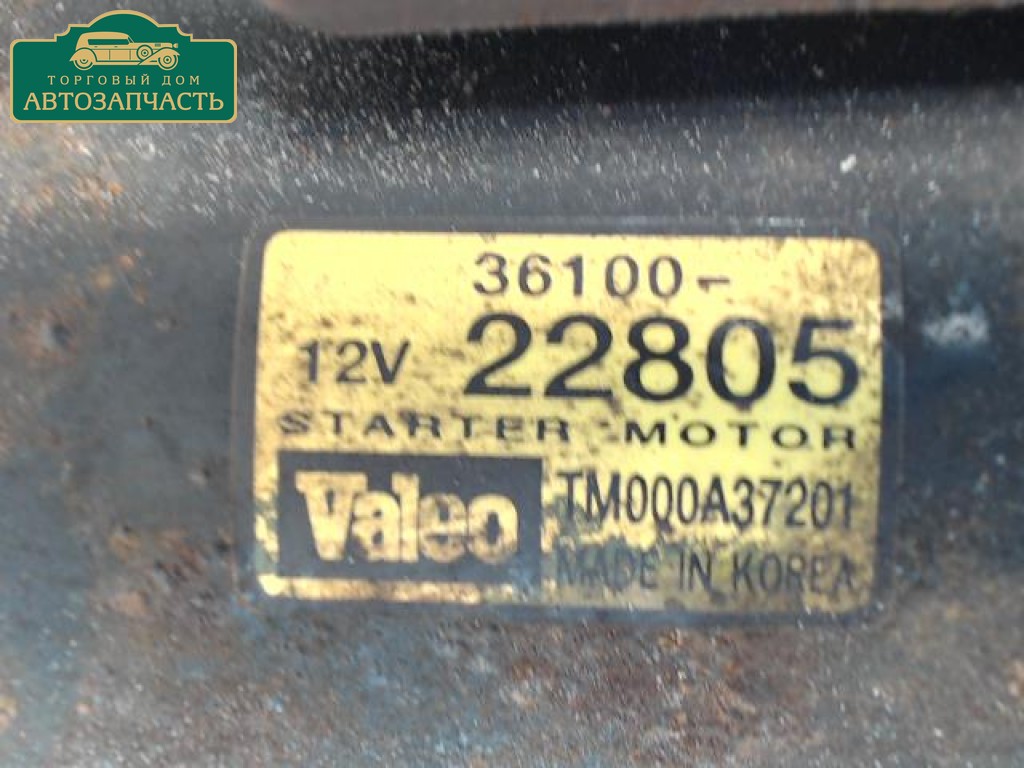 ТОРГОВЫЙ ДОМ
АВТОЗАПЧАСТЬ
36100-
12V 22805
STARTER MOTOR
Valeo TM000A37201
MADE IN KOREA